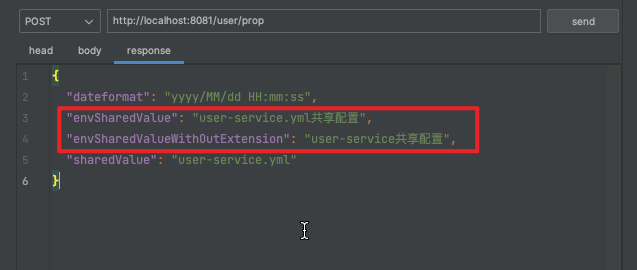 POST http://localhost:8081/user/prop send
head body response
1 {
2 "dateformat": "yyyy/MM/dd HH:mm:ss",
3 "envSharedValue": "user-service.yml共享配置",
4 "envSharedValueWithOutExtension": "user-service共享配置",
5 "sharedValue": "user-service.yml"
6 }